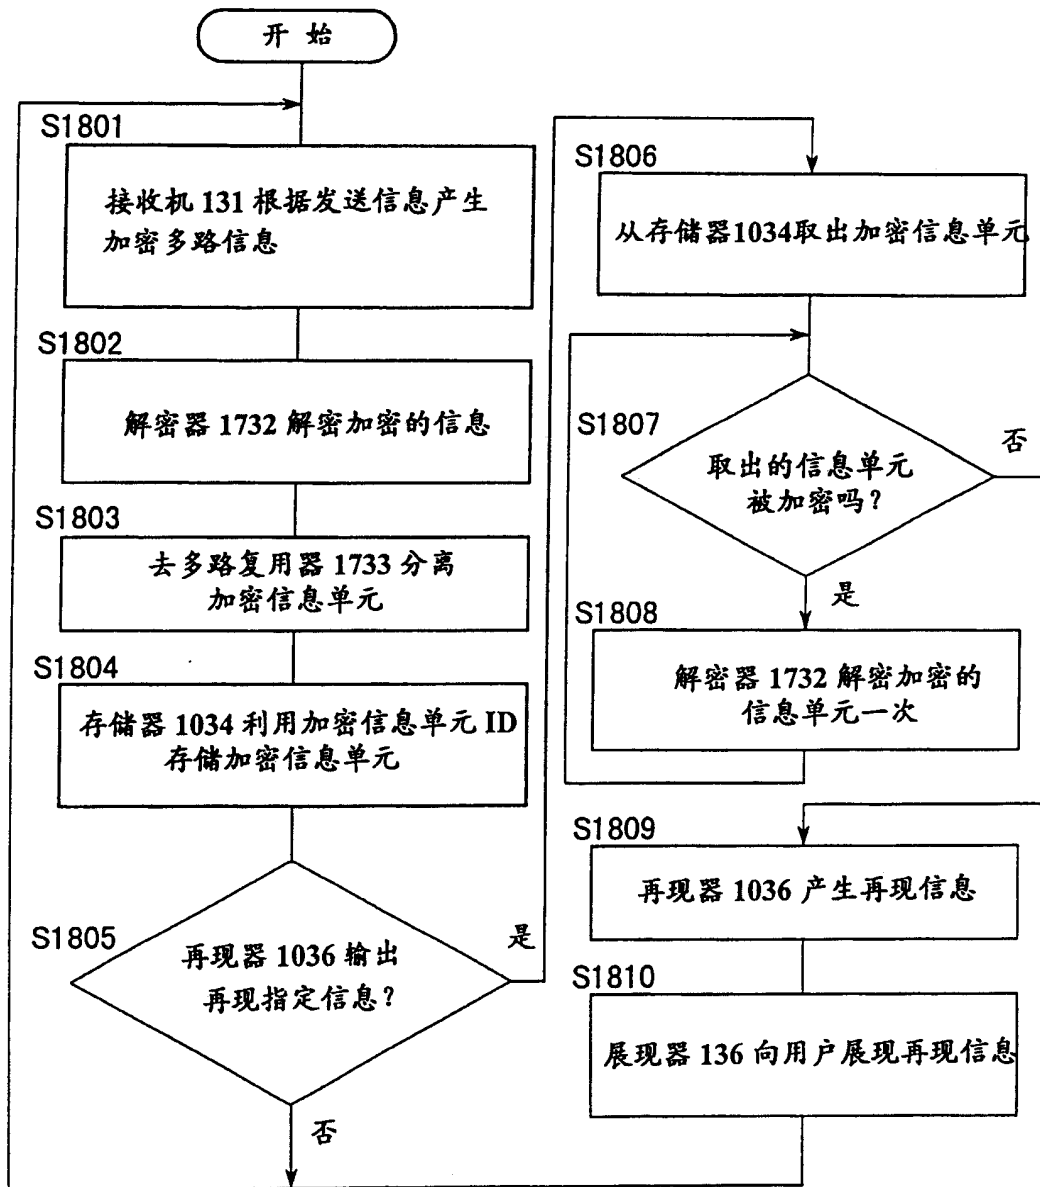 开始
S1801
接收机 131 根据发送信息产生
加密多路信息
S1802
解密器 1732 解密加密的信息
S1803
去多路复用器 1733 分离
加密信息单元
S1804
存储器 1034 利用加密信息单元 ID
存储加密信息单元
S1805
再现器 1036 输出
再现指定信息?
是
否
S1806
从存储器1034取出加密信息单元
S1807
取出的信息单元
被加密吗?
否
是
S1808
解密器 1732 解密加密的
信息单元一次
S1809
再现器 1036 产生再现信息
S1810
展现器 136 向用户展现再现信息